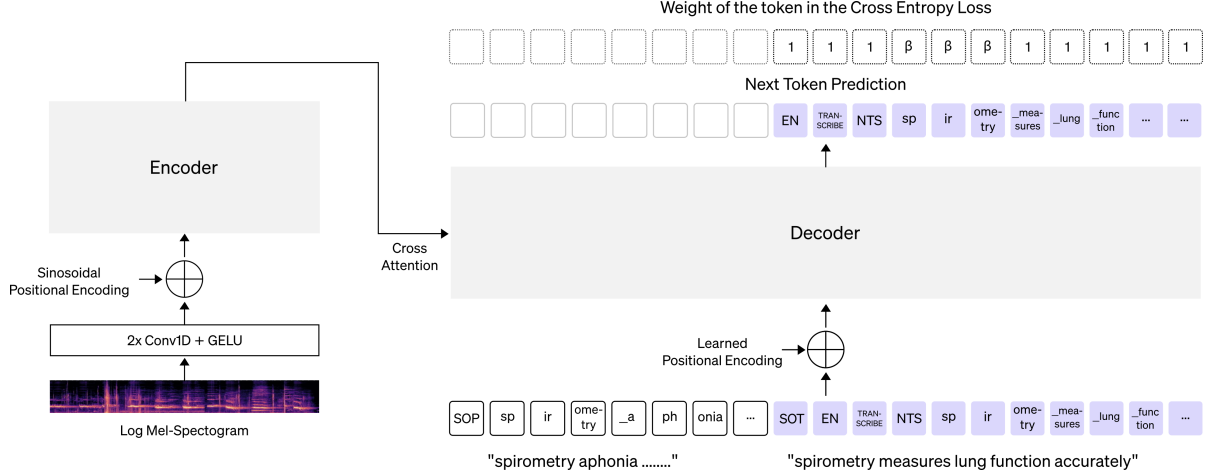 Weight of the token in the Cross Entropy Loss
1 1 1 β β β 1 1 1 1 1
Next Token Prediction
EN TRAN-
SCRIBE NTS sp ir ome-
try _mea-
sures _lung _func
tion ... ...
Encoder
Decoder
Cross
Attention
Sinosoidal
Positional Encoding
2x Conv1D + GELU
Learned
Positional Encoding
Log Mel-Spectogram
SOP sp ir ome-
try _a ph onia ... SOT EN TRAN-
SCRIBE NTS sp ir ome-
try _mea-
sures _lung _func
tion ...
"spirometry aphonia ........"
"spirometry measures lung function accurately"